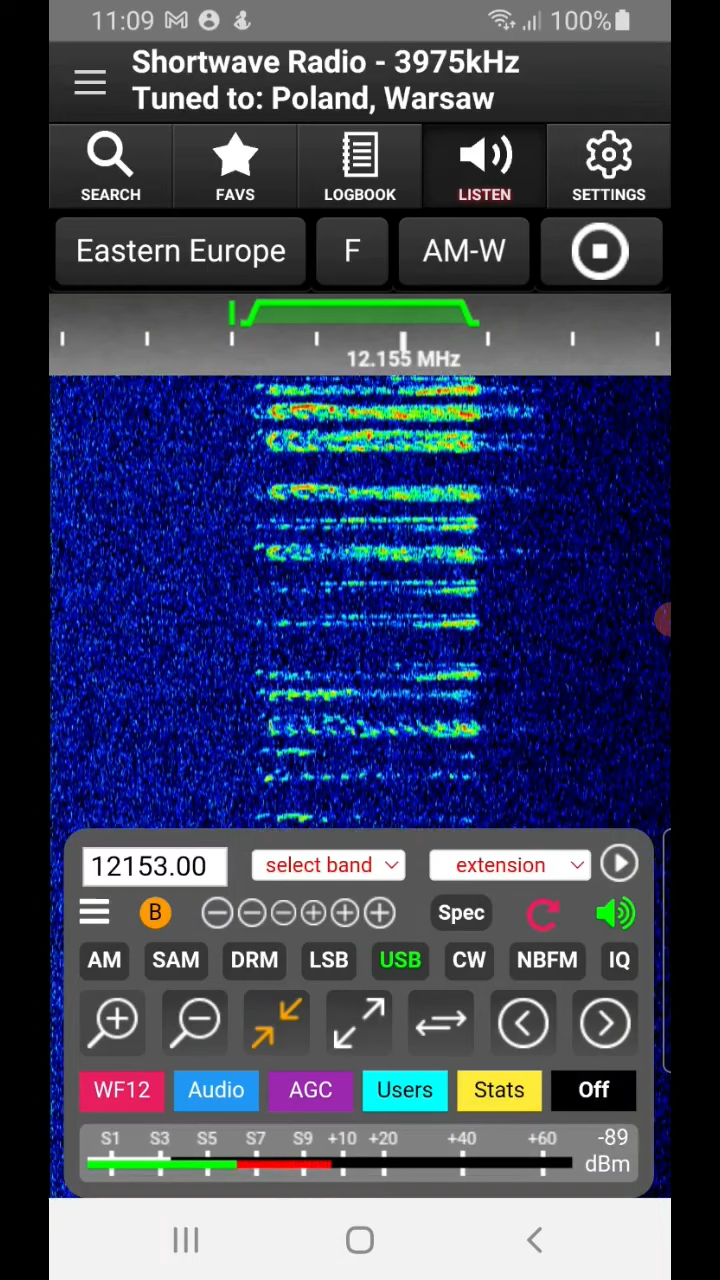 11:09 100%
Shortwave Radio - 3975kHz
Tuned to: Poland, Warsaw
SEARCH FAVS LOGBOOK LISTEN SETTINGS
Eastern Europe F AM-W
12.155 MHz
12153.00 select band extension
B Spec
AM SAM DRM LSB USB CW NBFM IQ
WF12 Audio AGC Users Stats Off
S1 S3 S5 S7 S9 +10 +20 +40 +60 -89
dBm